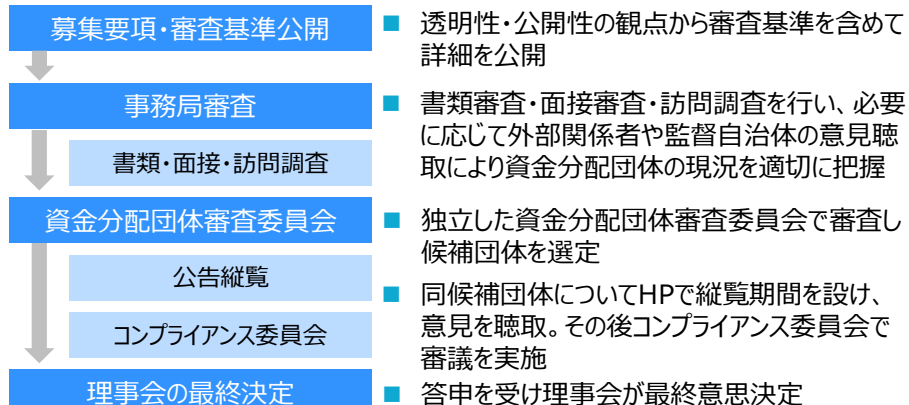 募集要項・審査基準公開
■ 透明性・公開性の観点から審査基準を含めて
詳細を公開
事務局審査
書類・面接・訪問調査
■ 書類審査・面接審査・訪問調査を行い、必要
に応じて外部関係者や監督自治体の意見聴
取により資金分配団体の現況を適切に把握
資金分配団体審査委員会
■ 独立した資金分配団体審査委員会で審査し
候補団体を選定
公告縦覧
コンプライアンス委員会
■ 同候補団体についてHPで縦覧期間を設け、
意見を聴取。その後コンプライアンス委員会で
審議を実施
理事会の最終決定
■ 答申を受け理事会が最終意思決定